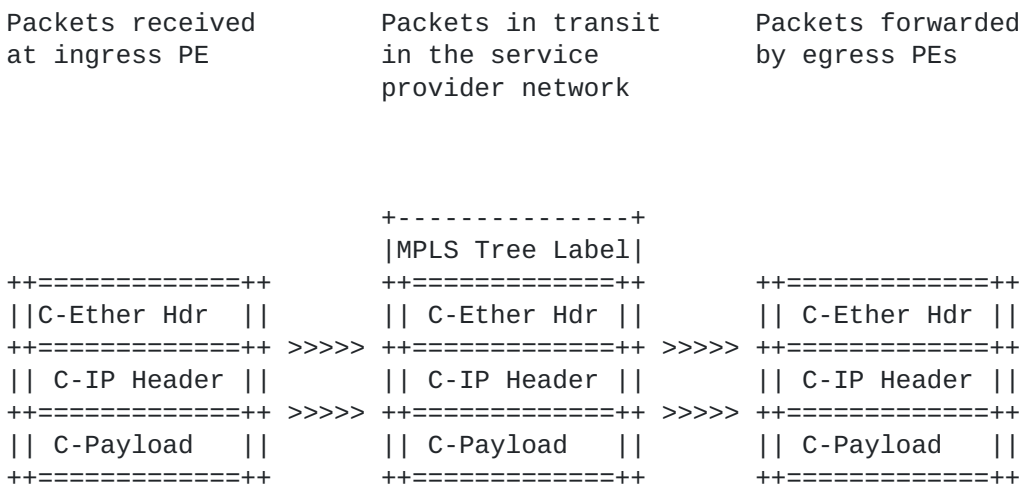 Packets received        Packets in transit      Packets forwarded
at ingress PE           in the service          by egress PEs
                        provider network

                        +---------------+
                        |MPLS Tree Label|
++=============++       ++=============++       ++=============++
||C-Ether Hdr  ||       || C-Ether Hdr ||       || C-Ether Hdr ||
++=============++ >>>>> ++=============++ >>>>> ++=============++
|| C-IP Header ||       || C-IP Header ||       || C-IP Header ||
++=============++ >>>>> ++=============++ >>>>> ++=============++
|| C-Payload   ||       || C-Payload   ||       || C-Payload   ||
++=============++       ++=============++       ++=============++